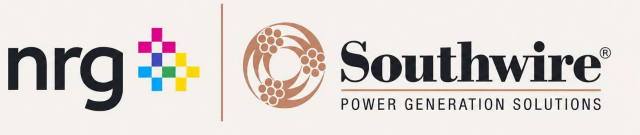 nrg
Southwire®
POWER GENERATION SOLUTIONS